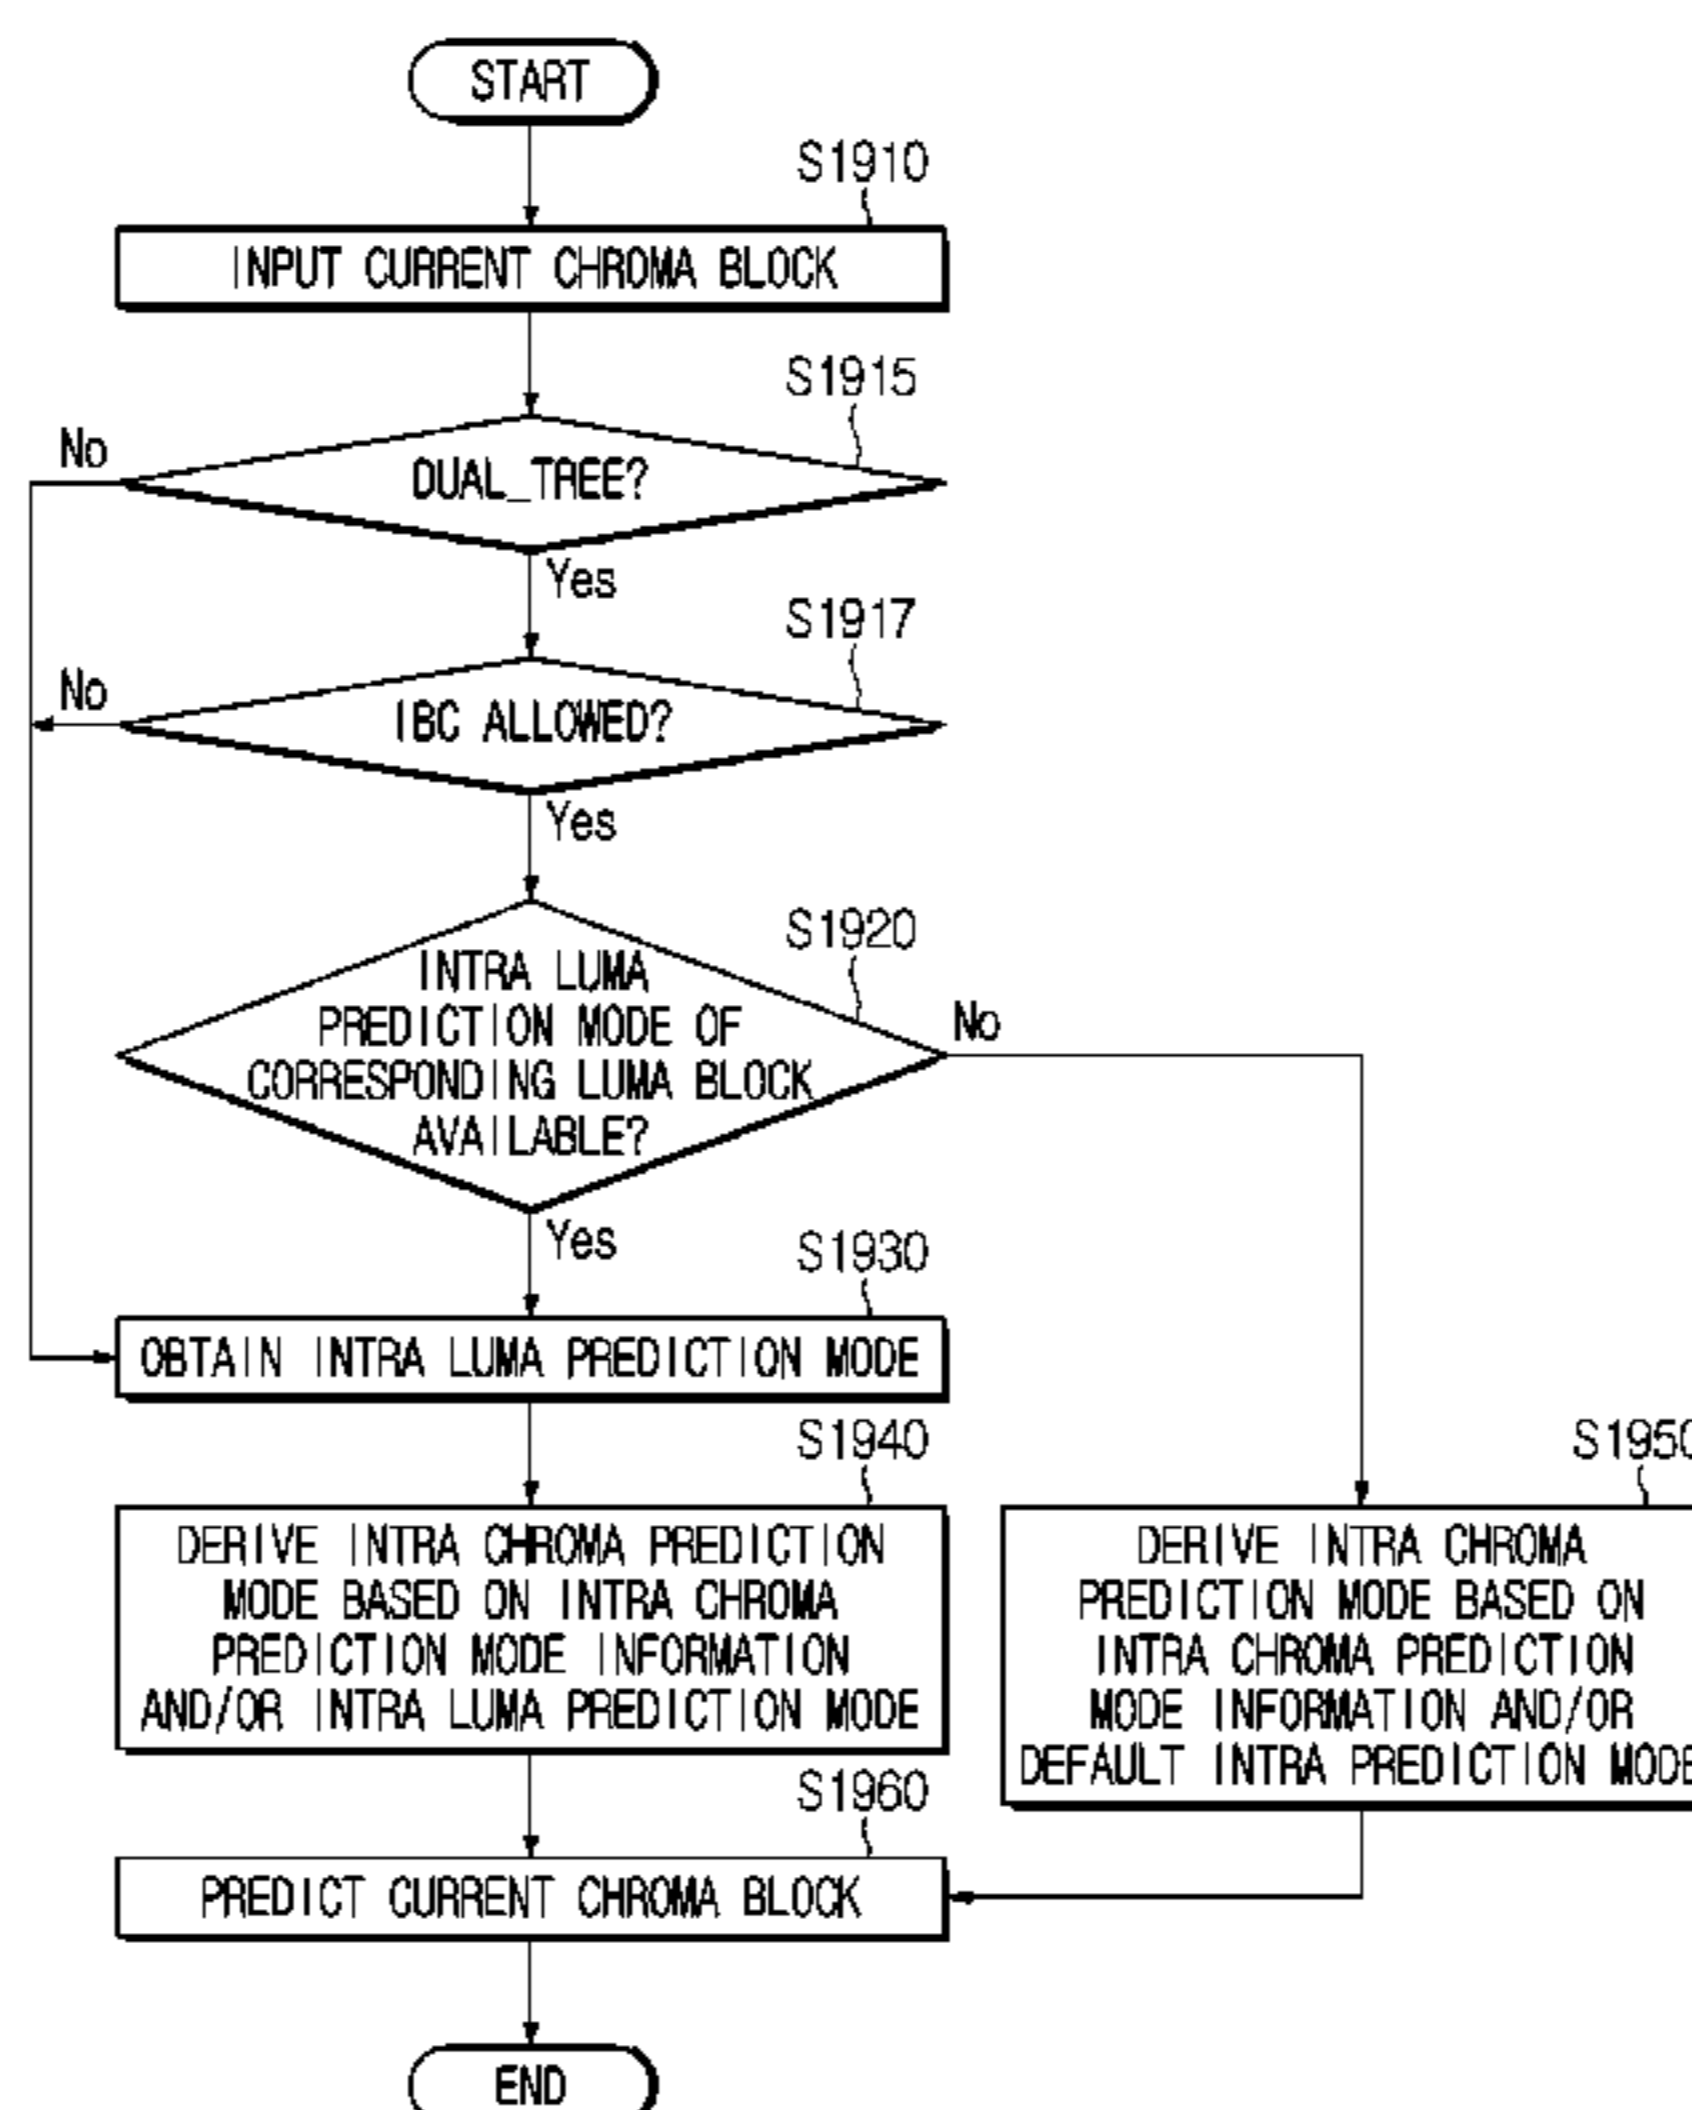 START
S1910
INPUT CURRENT CHROMA BLOCK
S1915
No
DUAL_TREE?
Yes
S1917
No
IBC ALLOWED?
Yes
S1920
INTRA LUMA
PREDICTION MODE OF
No
CORRESPONDING LUMA BLOCK
AVAILABLE?
Yes
S1930
OBTAIN INTRA LUMA PREDICTION MODE
S1940
DERIVE INTRA CHROMA PREDICTION
MODE BASED ON INTRA CHROMA
PREDICTION MODE INFORMATION
AND/OR INTRA LUMA PREDICTION MODE
S1950
DERIVE INTRA CHROMA
PREDICTION MODE BASED ON
INTRA CHROMA PREDICTION
MODE INFORMATION AND/OR
DEFAULT INTRA PREDICTION MODE
S1960
PREDICT CURRENT CHROMA BLOCK
END